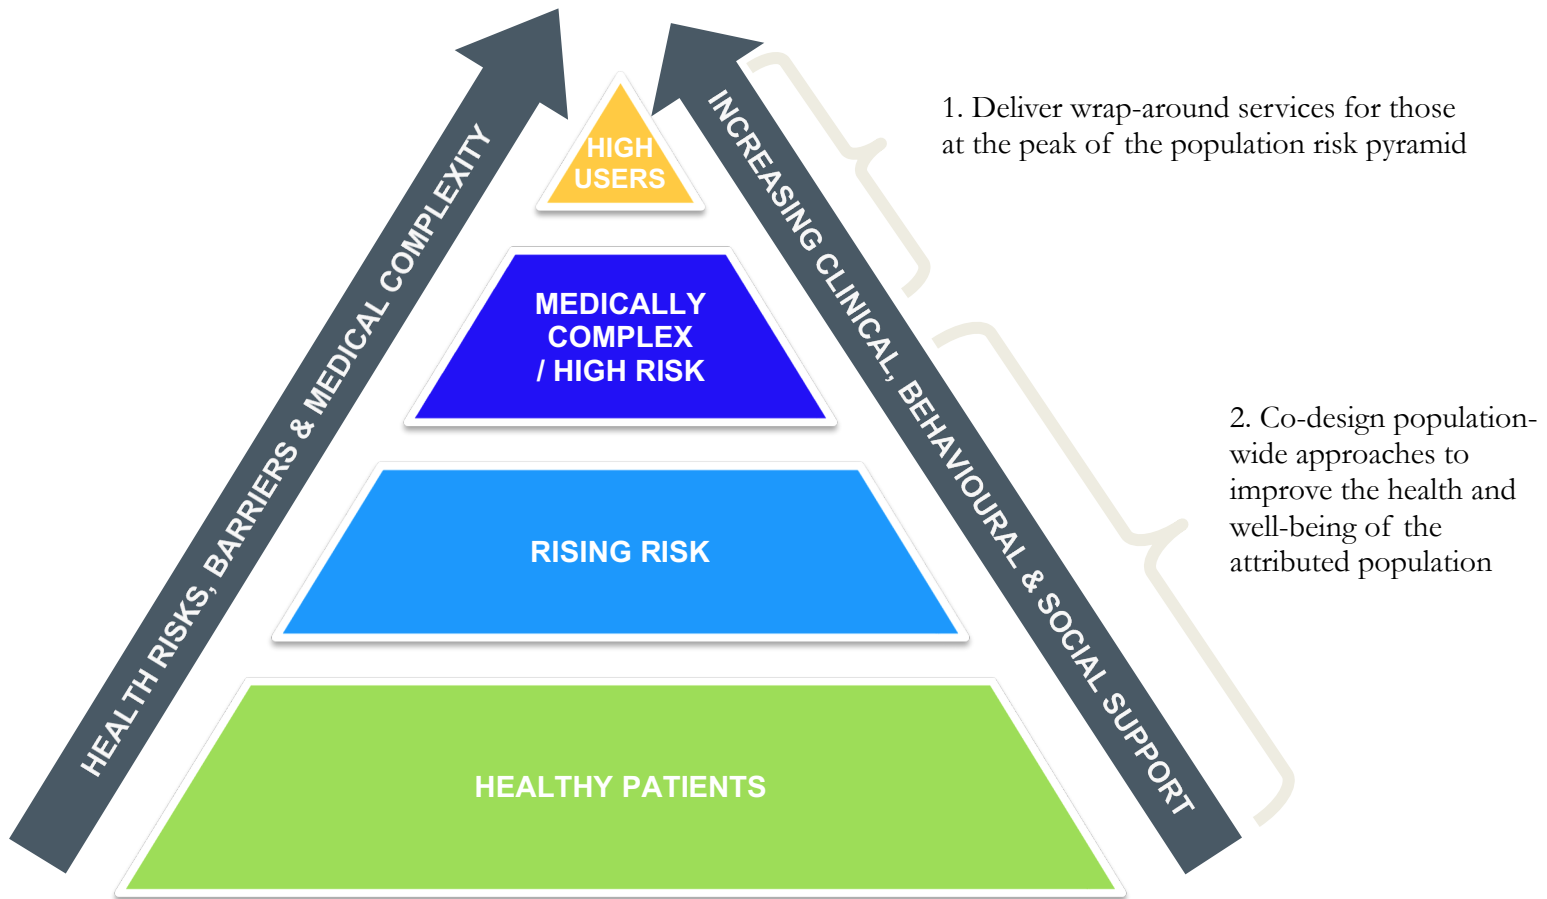 HIGH
USERS
MEDICALLY
COMPLEX
/ HIGH RISK
RISING RISK
HEALTHY PATIENTS
HEALTH RISKS, BARRIERS & MEDICAL COMPLEXITY
INCREASING CLINICAL, BEHAVIOURAL & SOCIAL SUPPORT
1. Deliver wrap-around services for those
at the peak of the population risk pyramid
2. Co-design population-
wide approaches to
improve the health and
well-being of the
attributed population